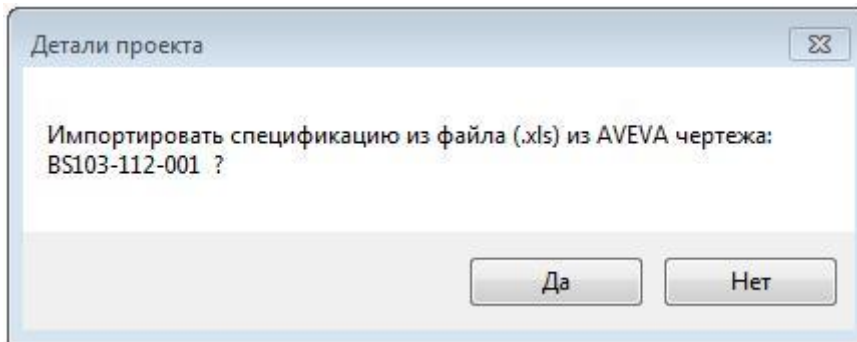 Детали проекта
Импортировать спецификацию из файла (.xls) из AVEVA чертежа:
BS103-112-001 ?
Да
Нет